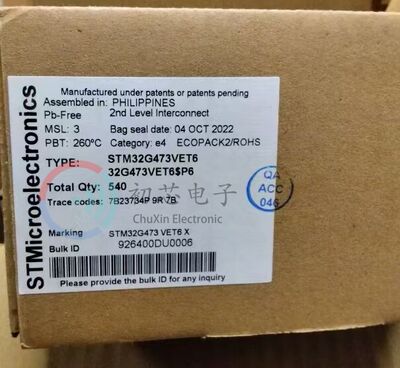 STMicroelectronics
Manufactured under patents or patents pending
Assembled in: PHILIPPINES
Pb-Free 2nd Level Interconnect
MSL: 3 Bag seal date: 04 OCT 2022
PBT: 260°C Category: e4 ECOPACK2/ROHS
TYPE: STM32G473VET6
32G473VET6$P6
Total Qty: 540
Trace codes: 7B23734P 9R 7B
Marking STM32G473 VET6 X
Bulk ID 926400DU0006
Please provide the bulk ID for any inquiry
QA
ACC
046
初芯电子
ChuXin Electronic